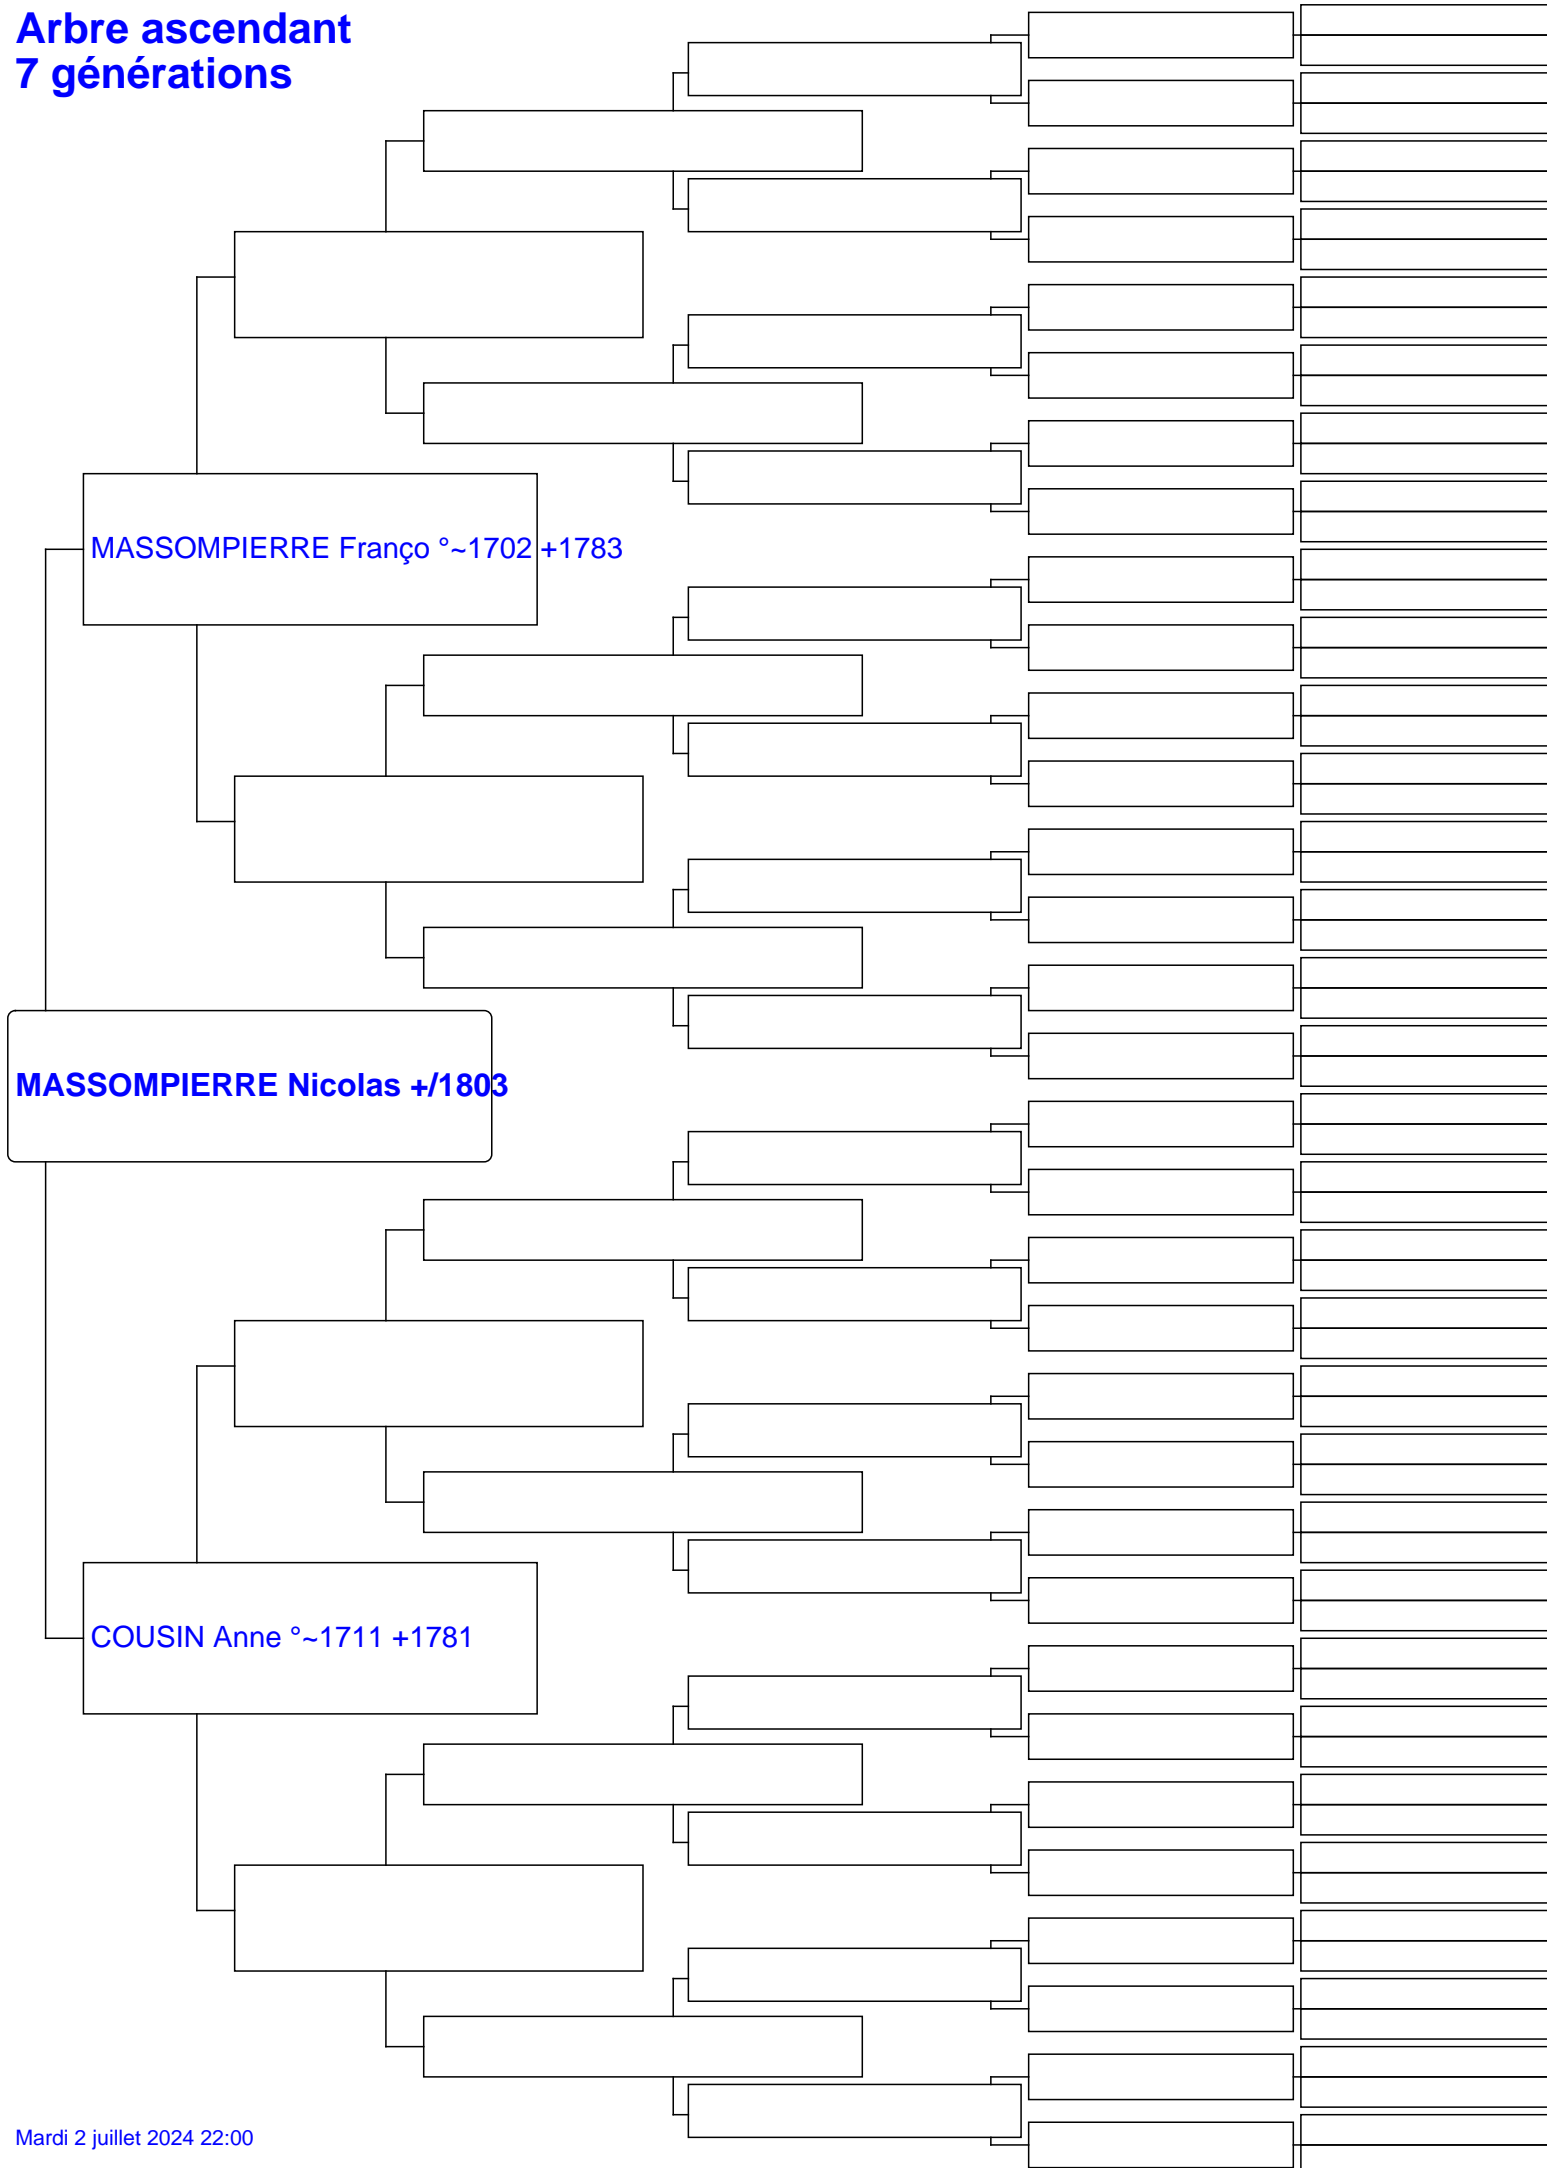 Arbre ascendant
7 générations
MASSOMPIERRE Franço °~1702 +1783
MASSOMPIERRE Nicolas +/1803
COUSIN Anne °~1711 +1781
Mardi 2 juillet 2024 22:00